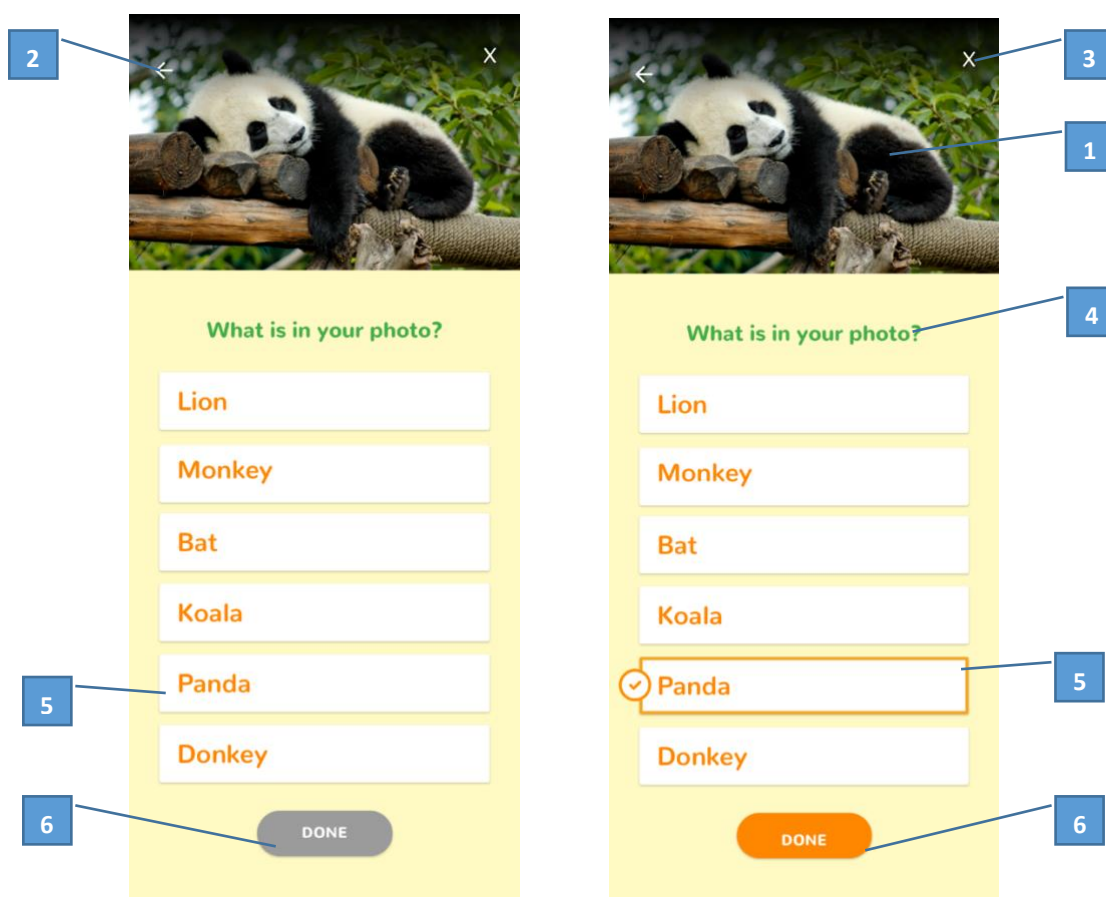 2
X
What is in your photo?
Lion
Monkey
Bat
Koala
Panda
Donkey
DONE
5
6
X
3
1
What is in your photo?
4
Lion
Monkey
Bat
Koala
Panda
5
Donkey
DONE
6